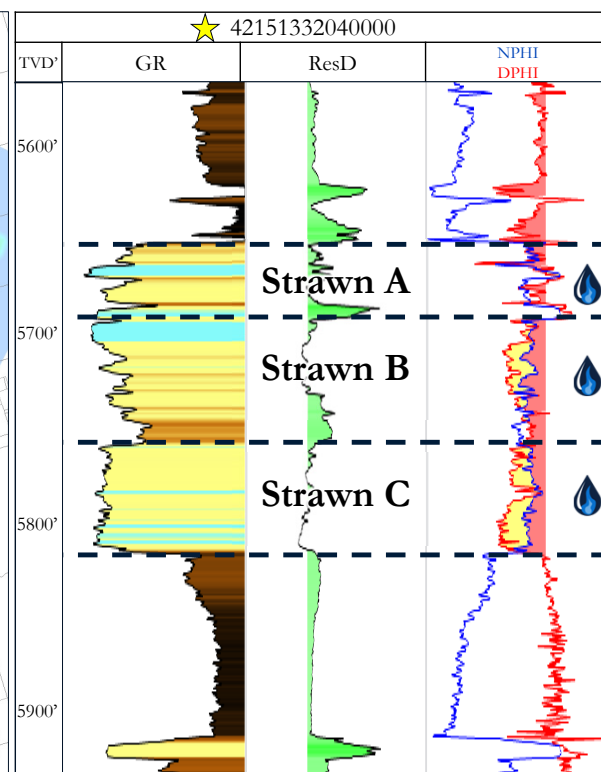 42151332040000
TVD' GR ResD NPHI
DPHI
5600'
Strawn A
5700'
Strawn B
Strawn C
5800'
5900'